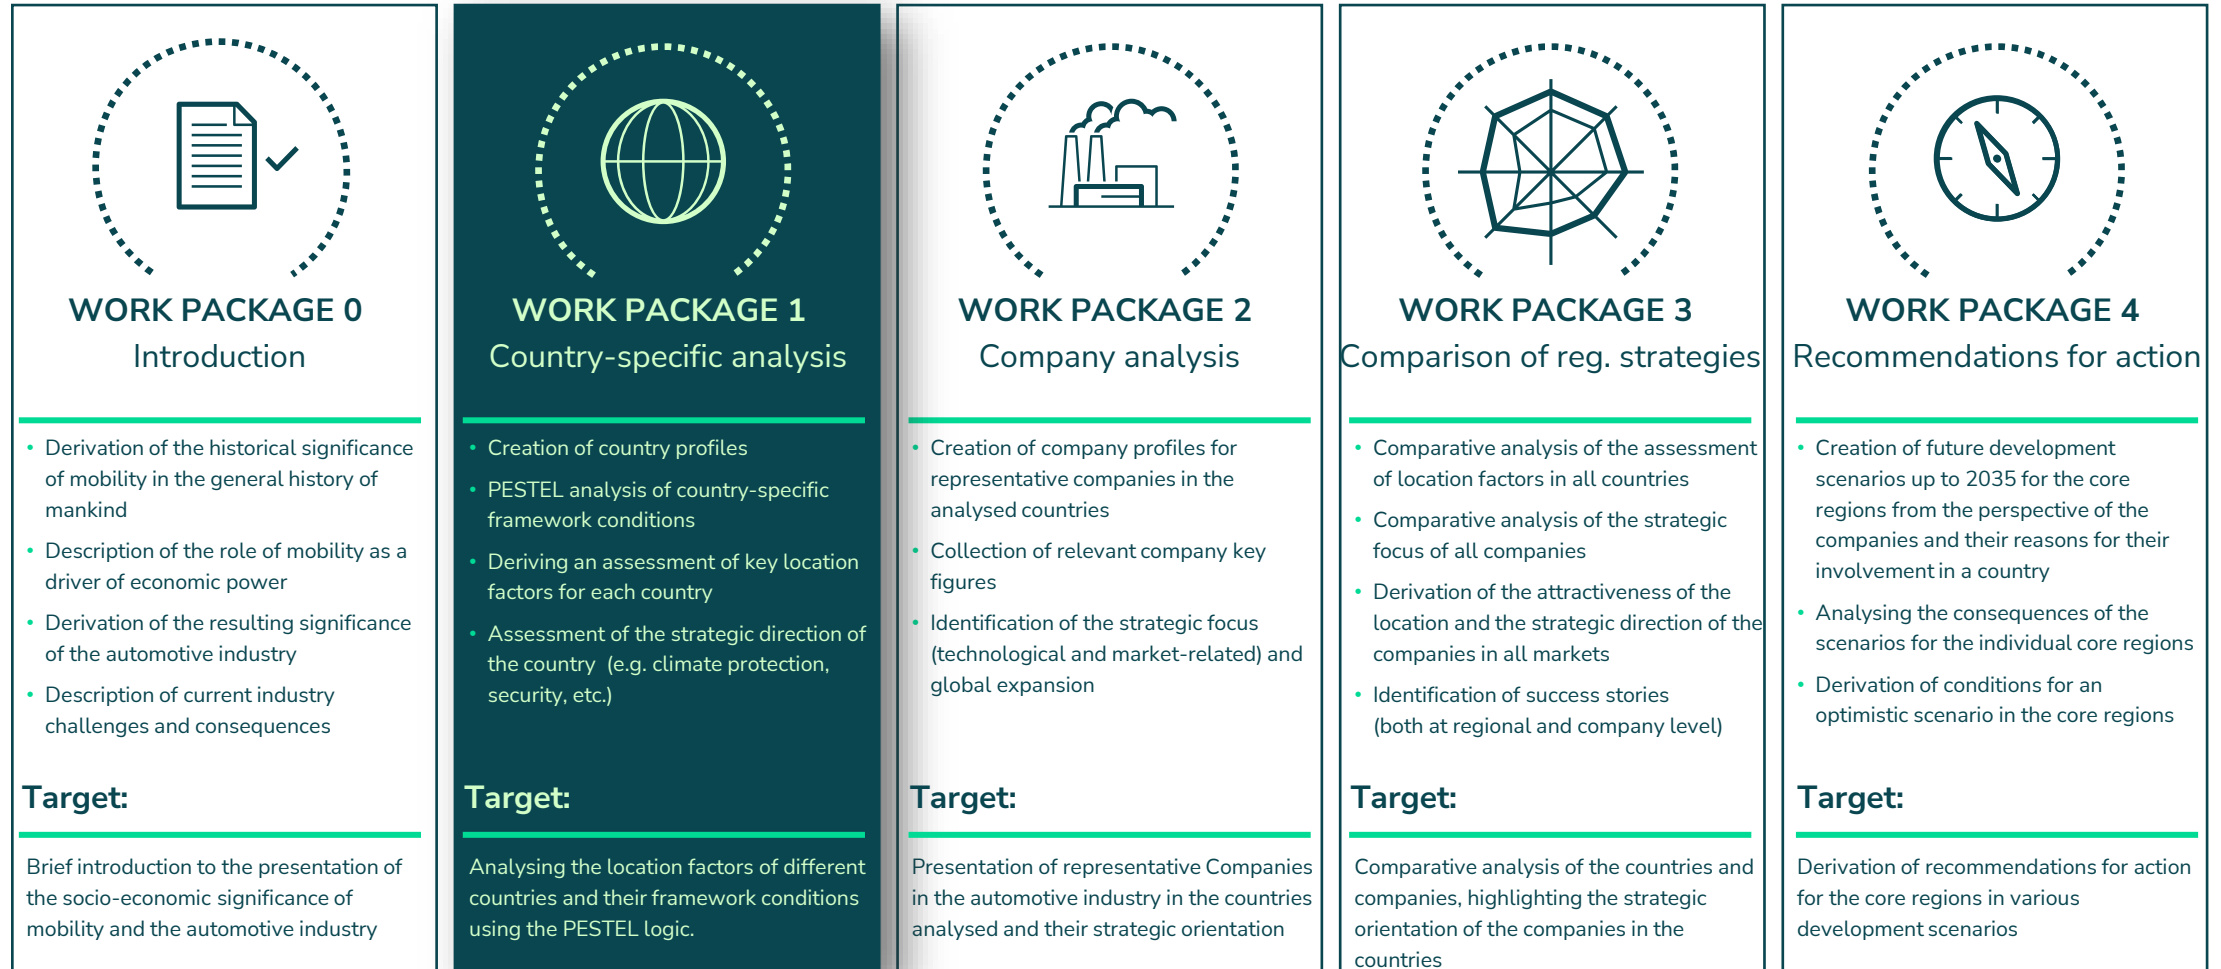 WORK PACKAGE 0
Introduction
• Derivation of the historical significance
of mobility in the general history of
mankind
• Description of the role of mobility as a
driver of economic power
• Derivation of the resulting significance
of the automotive industry
• Description of current industry
challenges and consequences
Target:
Brief introduction to the presentation of
the socio-economic significance of
mobility and the automotive industry
WORK PACKAGE 1
Country-specific analysis
• Creation of country profiles
• PESTEL analysis of country-specific
framework conditions
• Deriving an assessment of key location
factors for each country
• Assessment of the strategic direction of
the country (e.g. climate protection,
security, etc.)
Target:
Analysing the location factors of different
countries and their framework conditions
using the PESTEL logic.
WORK PACKAGE 2
Company analysis
• Creation of company profiles for
representative companies in the
analysed countries
• Collection of relevant company key
figures
• Identification of the strategic focus
(technological and market-related) and
global expansion
Target:
Presentation of representative Companies
in the automotive industry in the countries
analysed and their strategic orientation
WORK PACKAGE 3
Comparison of reg. strategies
• Comparative analysis of the assessment
of location factors in all countries
• Comparative analysis of the strategic
focus of all companies
• Derivation of the attractiveness of the
location and the strategic direction of the
companies in all markets
• Identification of success stories
(both at regional and company level)
Target:
Comparative analysis of the countries and
companies, highlighting the strategic
orientation of the companies in the
countries
WORK PACKAGE 4
Recommendations for action
• Creation of future development
scenarios up to 2035 for the core
regions from the perspective of the
companies and their reasons for their
involvement in a country
• Analysing the consequences of the
scenarios for the individual core regions
• Derivation of conditions for an
optimistic scenario in the core regions
Target:
Derivation of recommendations for action
for the core regions in various
development scenarios